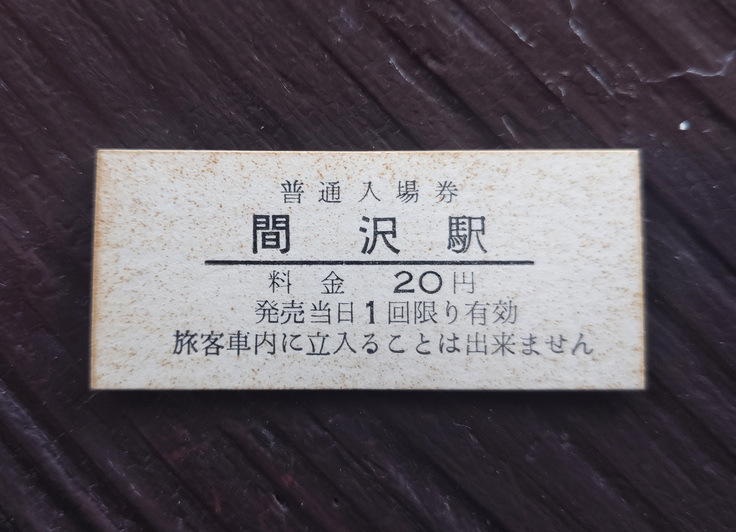 普通入場券
間沢駅
料金 20円
発売当日1回限り有効
旅客車内に立入ることは出来ません